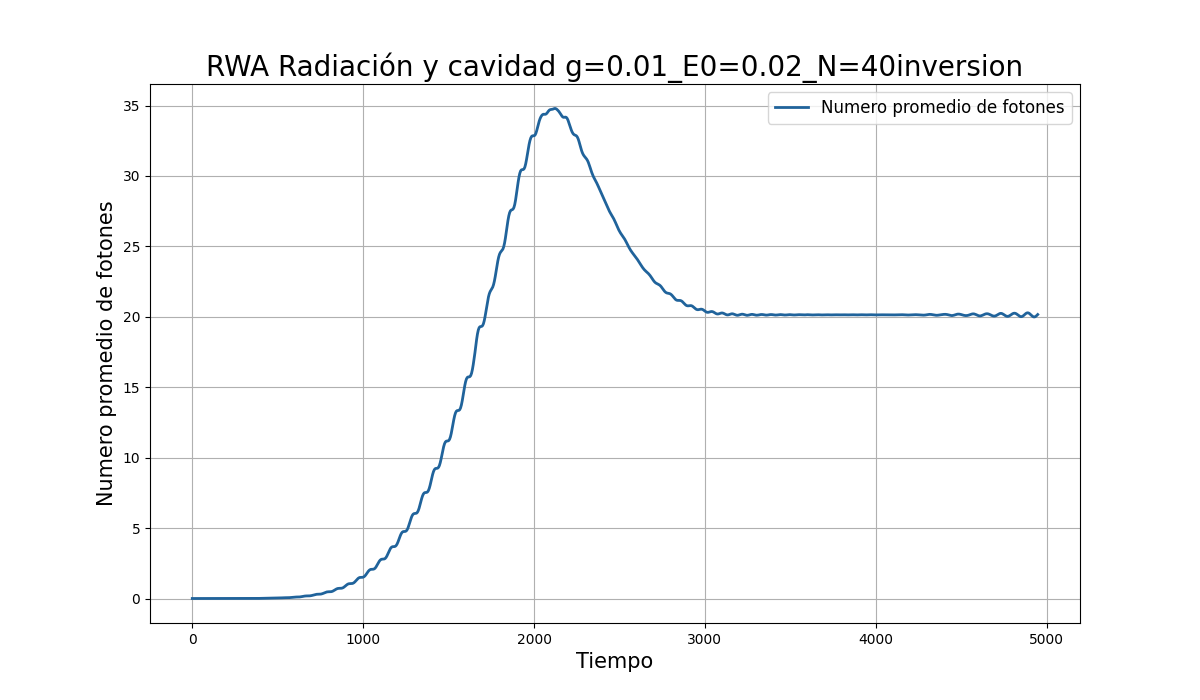 RWA Radiación y cavidad g=0.01_E0=0.02_N=40inversion
Numero promedio de fotones
35
30
25
20
15
10
5
0
Numero promedio de fotones
0 1000 2000 3000 4000 5000
Tiempo